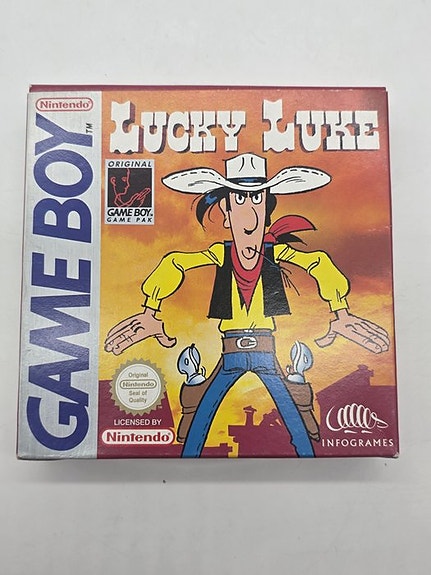 Nintendo
GAME BOY
TM
LUCKY LUKE
ORIGINAL
GAME BOY
GAME PAK
Original
Nintendo
Seal of
Quality
LICENSED BY
Nintendo
INFOGRAMES